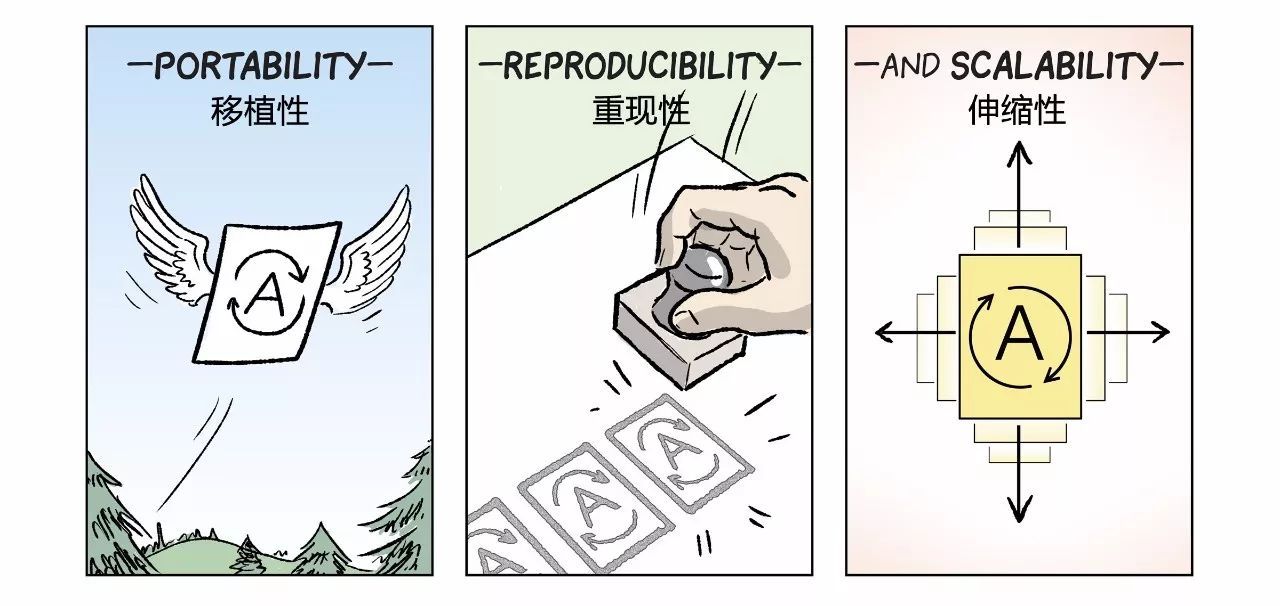 —PORTABILITY—
移植性
A
—REPRODUCIBILITY—
重现性
A
A
A
—AND SCALABILITY—
伸缩性
A